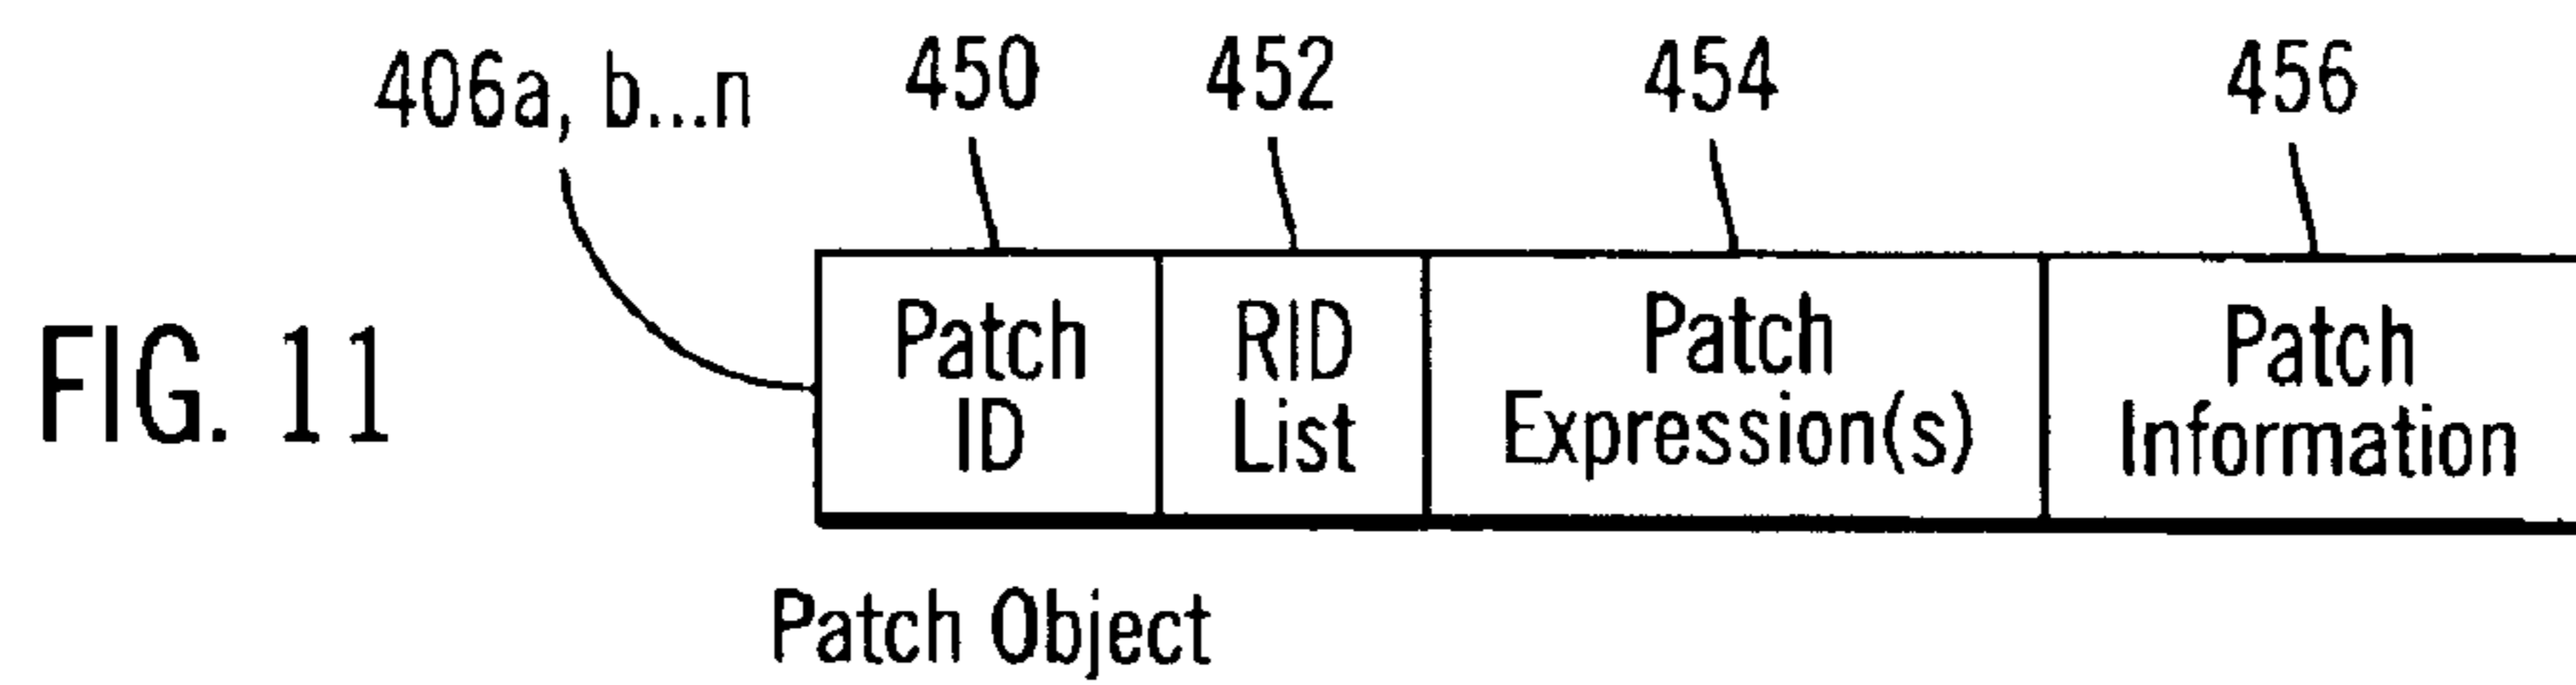 406a, b...n 450 452 454 456
FIG. 11
Patch ID
RID List
Patch Expression(s)
Patch Information
Patch Object